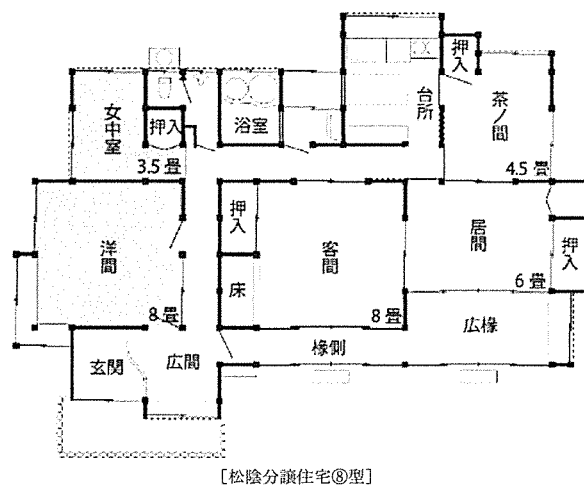 女中室
押入
3.5 畳
浴室
台所
押入
茶ノ間
4.5 畳
洋間
8 畳
押入
床
客間
8 畳
居間
6 畳
押入
玄関
広間
椽側
広椽
[松陰分譲住宅⑧型]